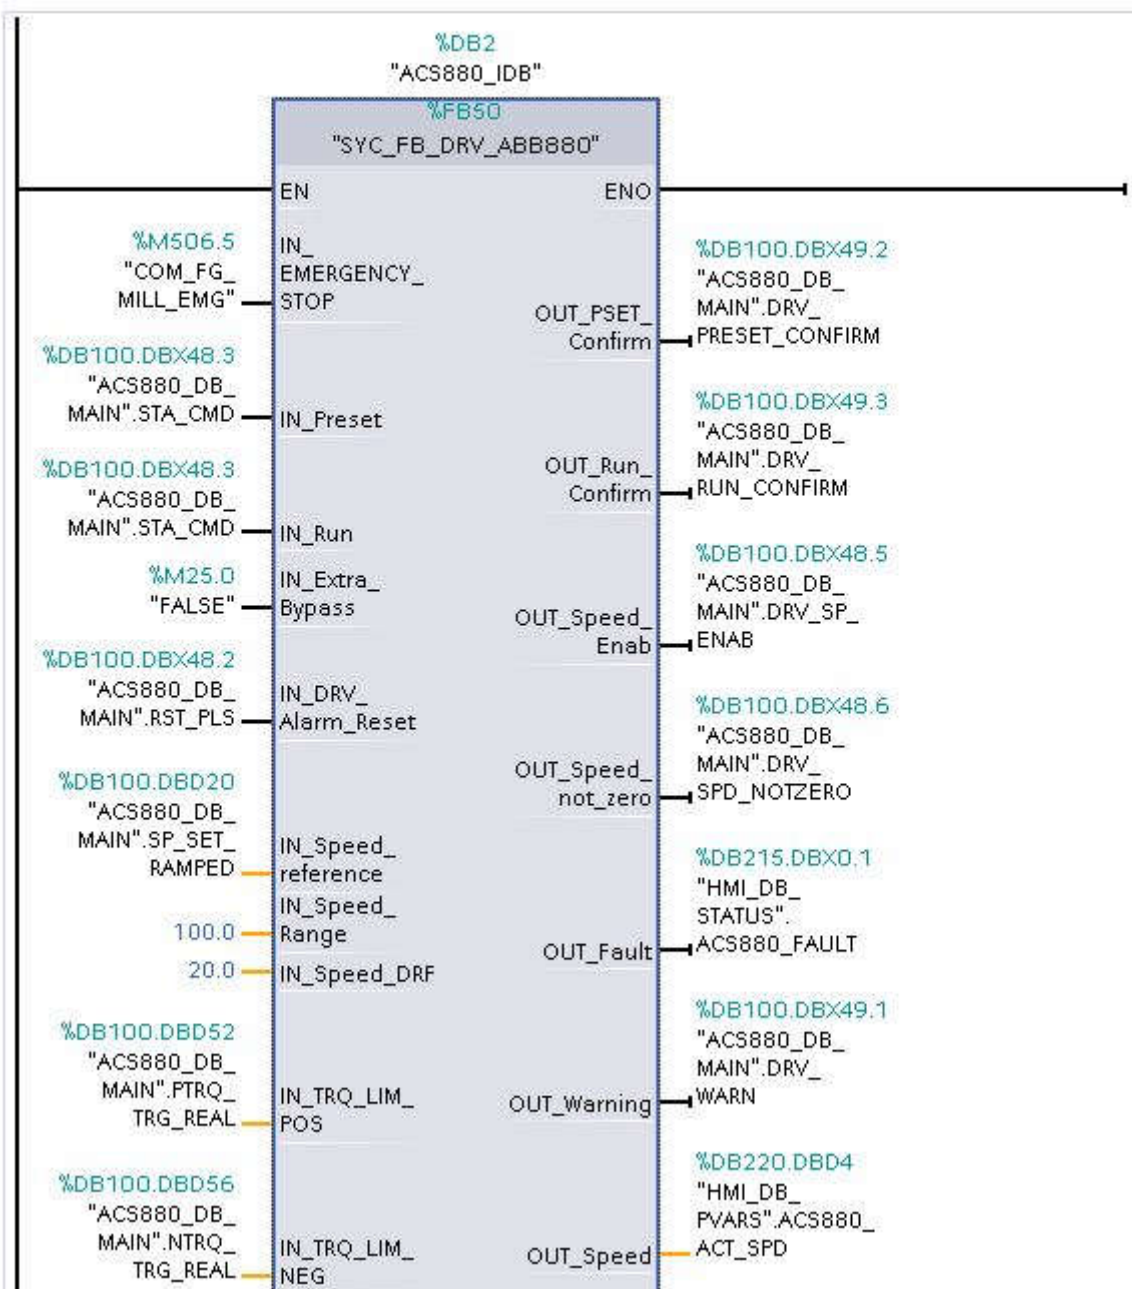 %DB2
"ACS880_IDB"
%FB50
"SYC_FB_DRV_ABB880"
EN
ENO
%M506.5
"COM_FG_
MILL_EMG"
IN_
EMERGENCY_
STOP
%DB100.DBX48.3
"ACS880_DB_
MAIN".STA_CMD
IN_Preset
%DB100.DBX48.3
"ACS880_DB_
MAIN".STA_CMD
IN_Run
%M25.0
"FALSE"
IN_Extra_
Bypass
%DB100.DBX48.2
"ACS880_DB_
MAIN".RST_PLS
IN_DRV_
Alarm_Reset
%DB100.DBD20
"ACS880_DB_
MAIN".SP_SET_
RAMPED
IN_Speed_
reference
100.0
IN_Speed_
Range
20.0
IN_Speed_DRF
%DB100.DBD52
"ACS880_DB_
MAIN".PTRQ_
TRG_REAL
IN_TRQ_LIM_
POS
%DB100.DBD56
"ACS880_DB_
MAIN".NTRQ_
TRG_REAL
IN_TRQ_LIM_
NEG
OUT_PSET_
Confirm
%DB100.DBX49.2
"ACS880_DB_
MAIN".DRV_
PRESET_CONFIRM
OUT_Run_
Confirm
%DB100.DBX49.3
"ACS880_DB_
MAIN".DRV_
RUN_CONFIRM
OUT_Speed_
Enab
%DB100.DBX48.5
"ACS880_DB_
MAIN".DRV_SP_
ENAB
OUT_Speed_
not_zero
%DB100.DBX48.6
"ACS880_DB_
MAIN".DRV_
SPD_NOTZERO
OUT_Fault
%DB215.DBX0.1
"HMI_DB_
STATUS".
ACS880_FAULT
OUT_Warning
%DB100.DBX49.1
"ACS880_DB_
MAIN".DRV_
WARN
OUT_Speed
%DB220.DBD4
"HMI_DB_
PVARS".ACS880_
ACT_SPD